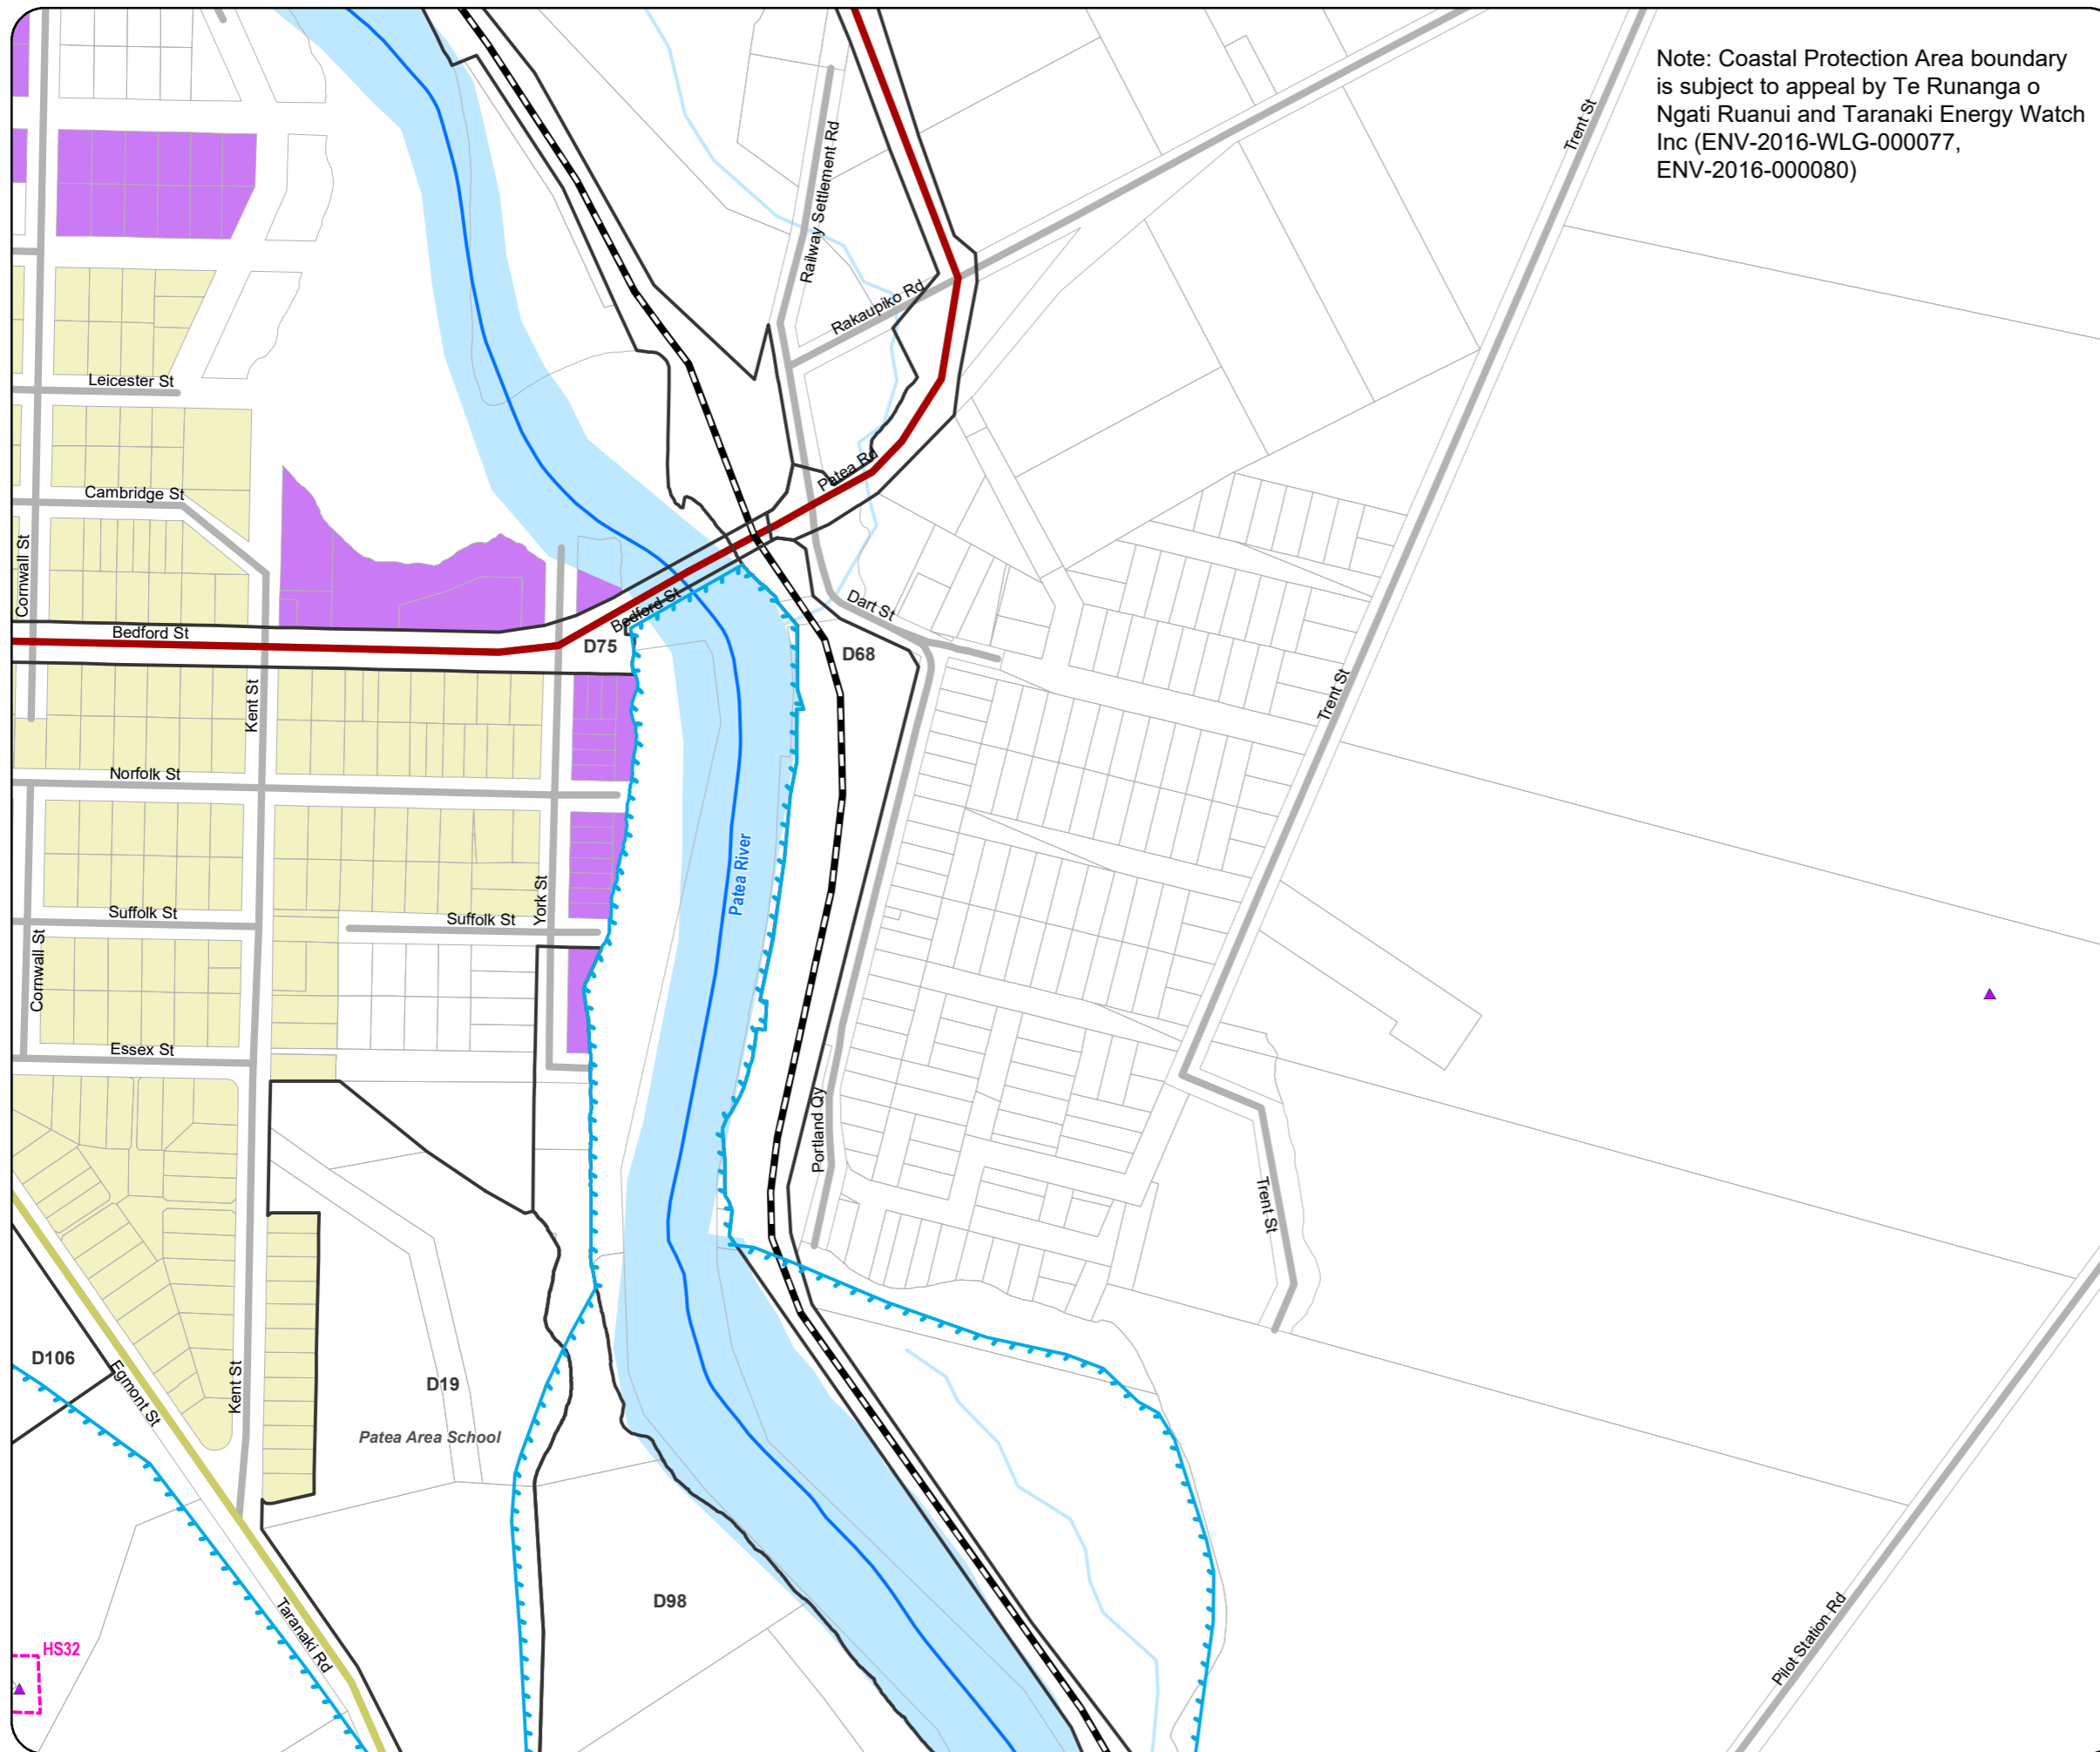 Note: Coastal Protection Area boundary
is subject to appeal by Te Runanga o
Ngati Ruanui and Taranaki Energy Watch
Inc (ENV-2016-WLG-000077,
ENV-2016-000080)
Trent St
Railway Settlement Rd
Rakaupiko Rd
Leicester St
Patea Rd
Cambridge St
Cornwall St
Bedford St
Bedford St
Dart St
D75
D68
Kent St
Trent St
Norfolk St
Patea River
York St
Suffolk St
Suffolk St
Cornwall St
Essex St
Portland Qy
Trent St
D106
Egmont St
Kent St
D19
Patea Area School
D98
Taranaki Rd
HS32
Pilot Station Rd